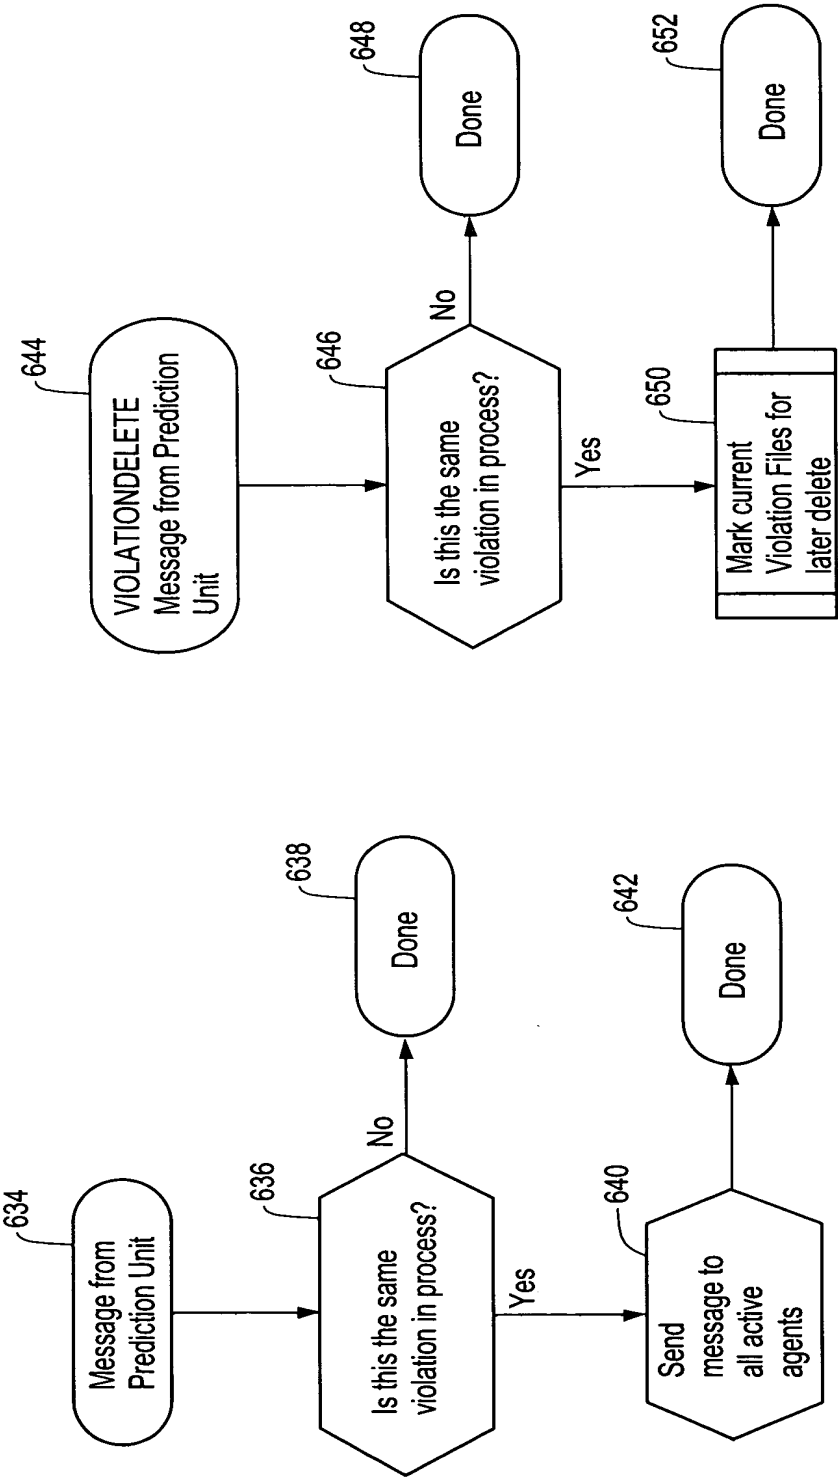 634
Message from
Prediction Unit
636
Is this the same
violation in process?
No
638
Done
Yes
640
Send
message to
all active
agents
642
Done
644
VIOLATIONDELETE
Message from Prediction
Unit
646
Is this the same
violation in process?
No
648
Done
Yes
650
Mark current
Violation Files for
later delete
652
Done